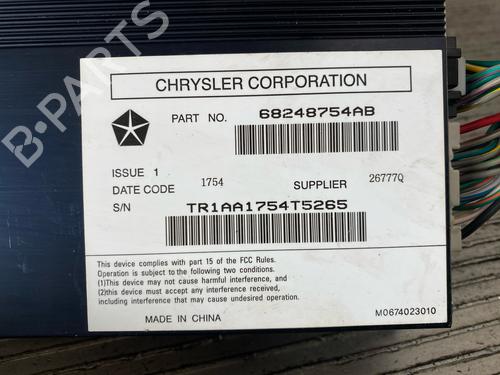 B-PARTS
CHRYSLER CORPORATION
PART NO. 68248754AB
ISSUE 1
DATE CODE 1754 SUPPLIER 26777Q
S/N TR1AA1754T5265
This device complies with part 15 of the FCC Rules.
Operation is subject to the following two conditions.
(1)This device may not cause harmful interference, and
(2)this device must accept any interference received,
including interference that may cause undesired operation.
MADE IN CHINA M0674023010